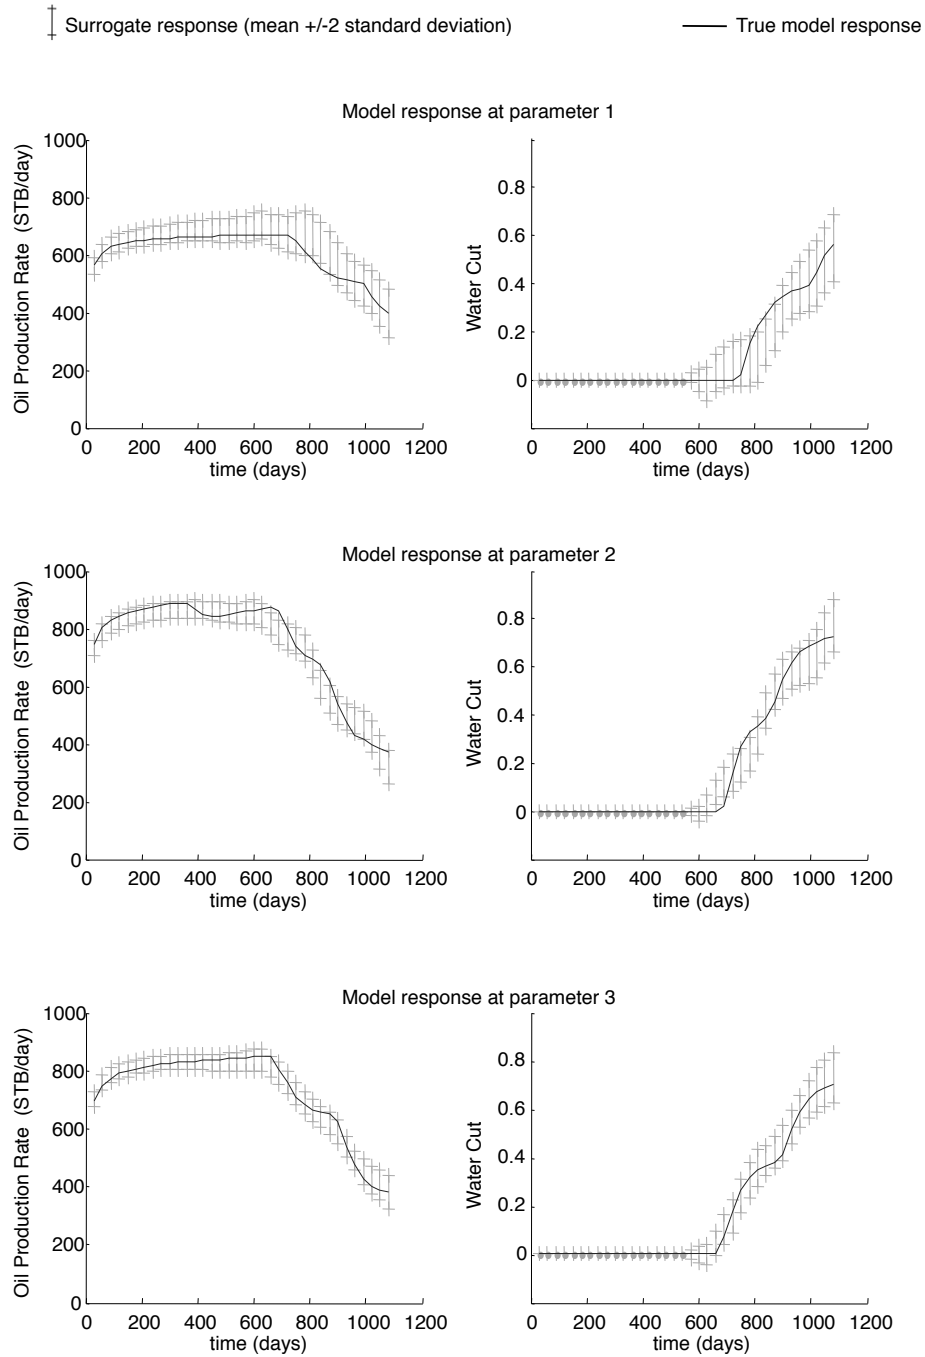 Surrogate response (mean +/-2 standard deviation)
True model response
Model response at parameter 1
Oil Production Rate (STB/day)
1000
800
600
400
200
0
0 200 400 600 800 1000 1200
time (days)
Water Cut
0.8
0.6
0.4
0.2
0
0 200 400 600 800 1000 1200
time (days)
Model response at parameter 2
Oil Production Rate (STB/day)
1000
800
600
400
200
0
0 200 400 600 800 1000 1200
time (days)
Water Cut
0.8
0.6
0.4
0.2
0
0 200 400 600 800 1000 1200
time (days)
Model response at parameter 3
Oil Production Rate (STB/day)
1000
800
600
400
200
0
0 200 400 600 800 1000 1200
time (days)
Water Cut
0.8
0.6
0.4
0.2
0
0 200 400 600 800 1000 1200
time (days)